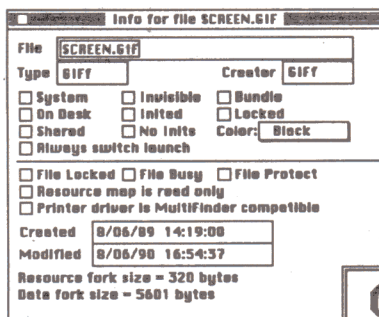 Info for file SCREEN.GIF
File SCREEN.GIF
Type GIFf Creator GIFf
System Invisible Bundle
On Desk Inited Locked
Shared No Inits Color: Black
Always switch launch
File Locked File Busy File Protect
Resource map is read only
Printer driver is MultiFinder compatible
Created 8/06/89 14:19:00
Modified 8/06/90 16:54:37
Resource fork size = 320 bytes
Data fork size = 5601 bytes